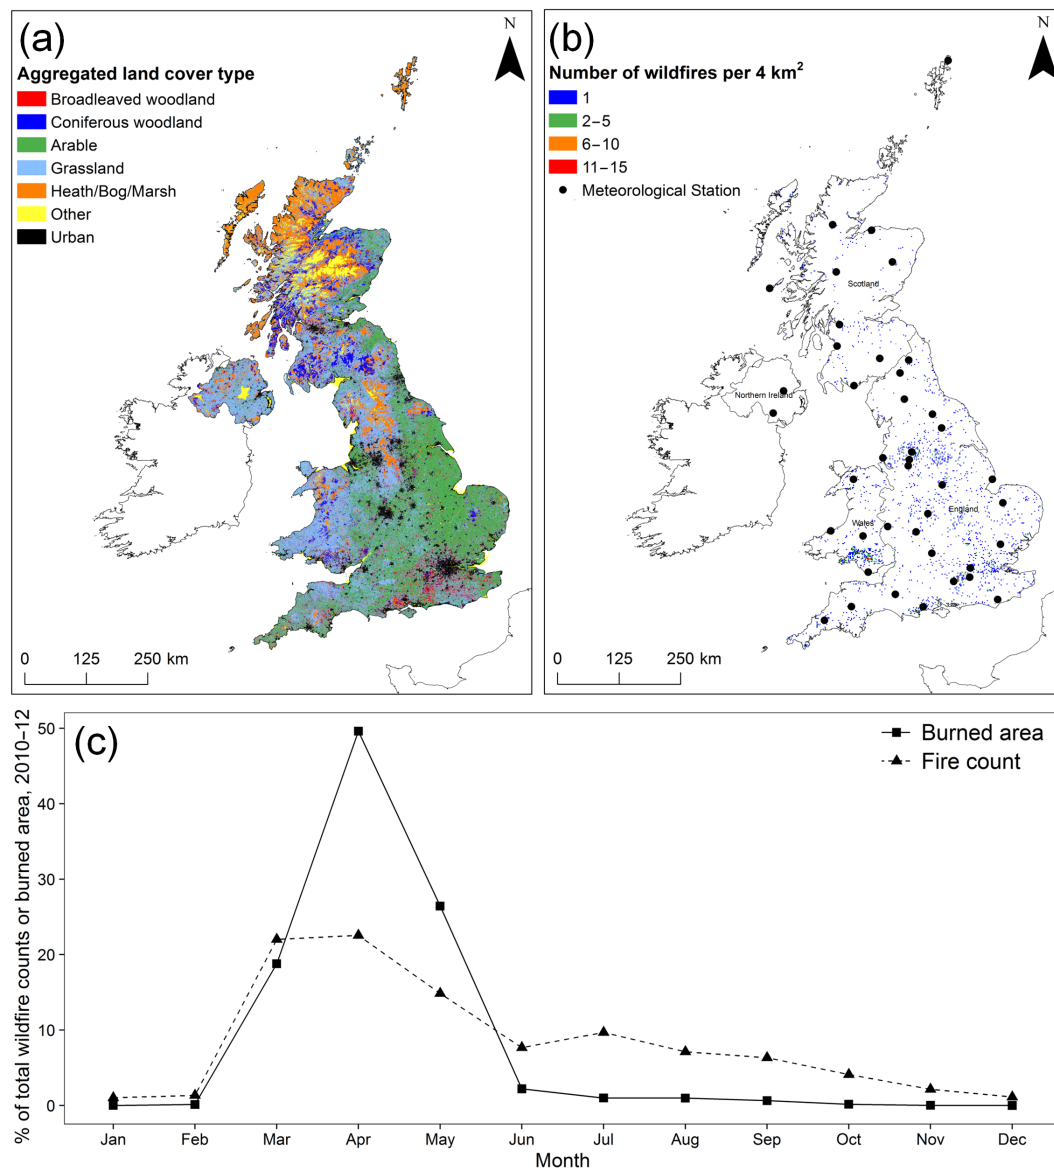 (a)
N
Aggregated land cover type
Broadleaved woodland
Coniferous woodland
Arable
Grassland
Heath/Bog/Marsh
Other
Urban
0 125 250 km
(b)
N
Number of wildfires per 4 km²
1
2–5
6–10
11–15
Meteorological Station
Scotland
Northern Ireland
England
Wales
0 125 250 km
(c)
Burned area
Fire count
% of total wildfire counts or burned area, 2010–12
50
40
30
20
10
0
Jan Feb Mar Apr May Jun Jul Aug Sep Oct Nov Dec
Month